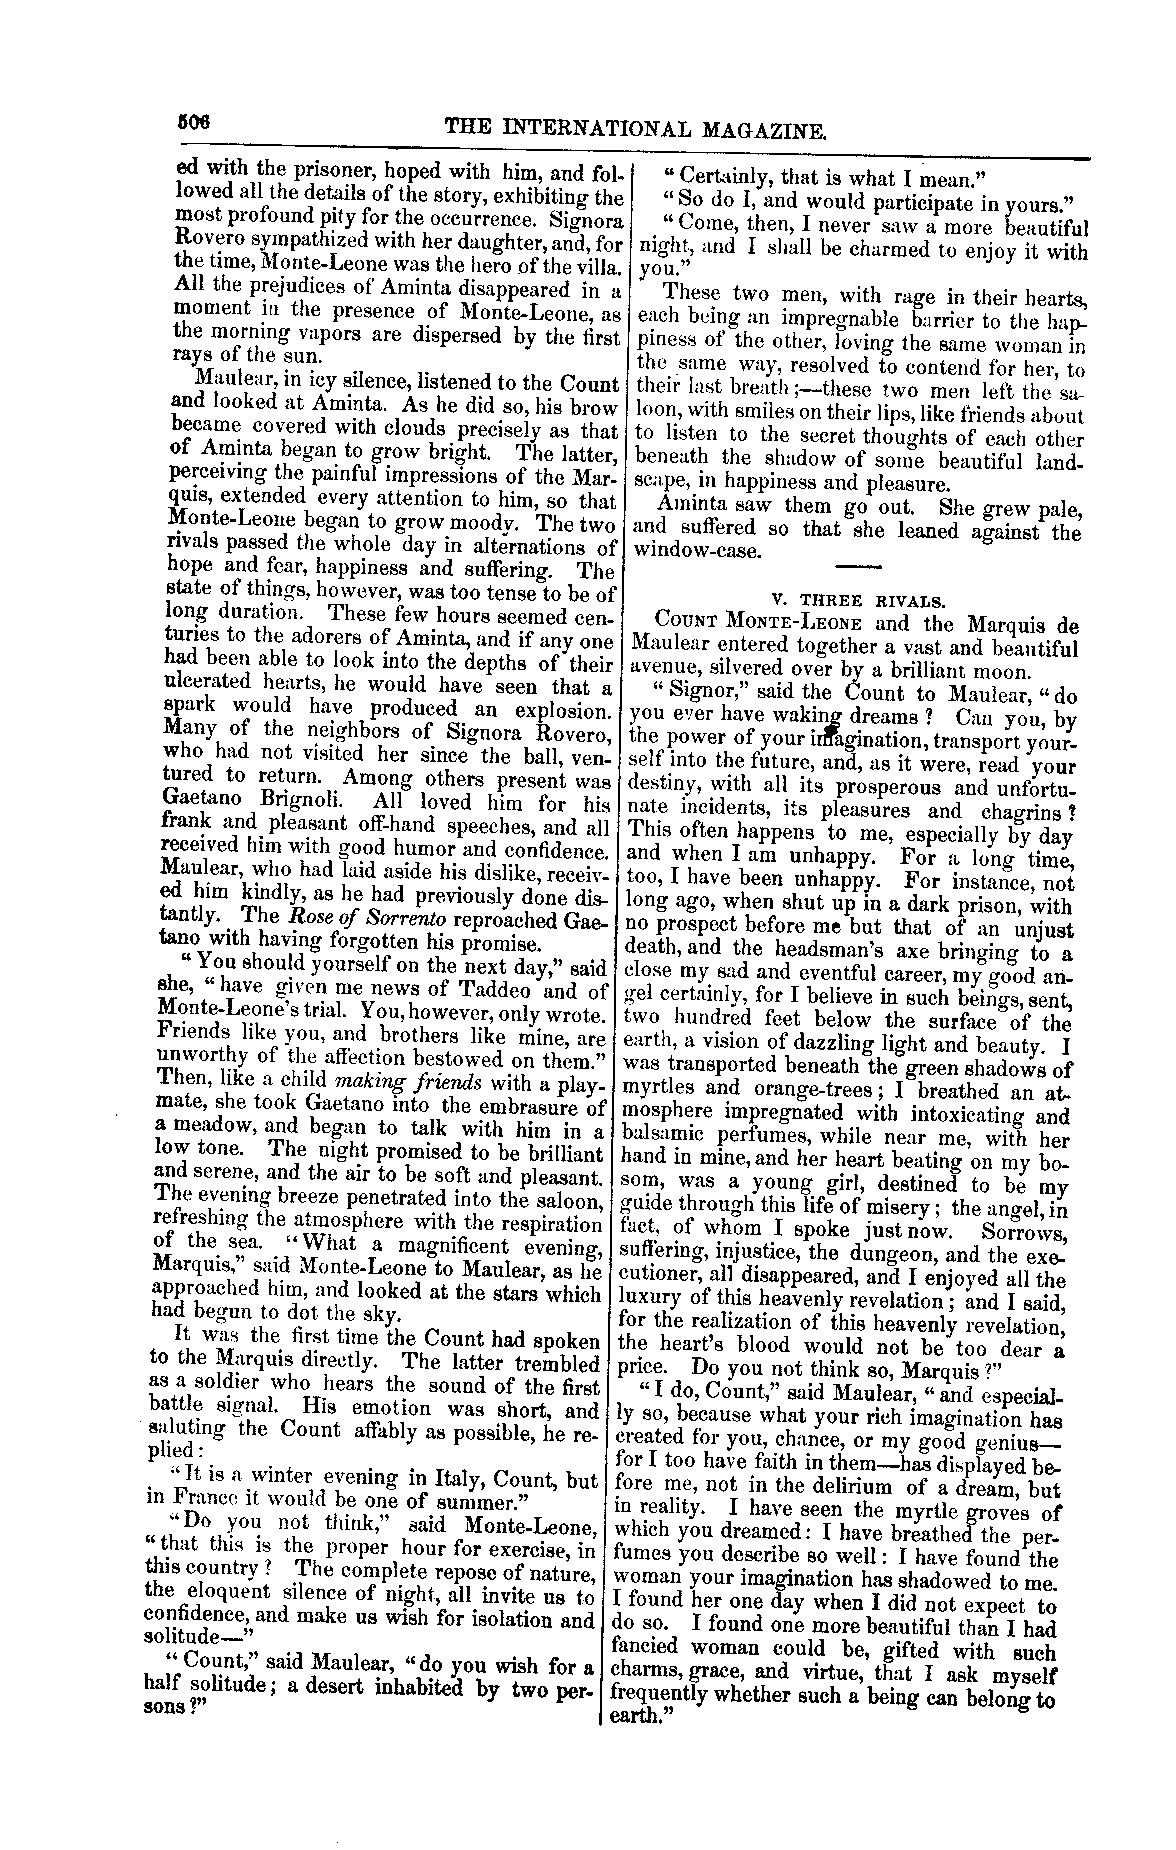 506 THE INTERNATIONAL MAGAZINE.
ed with the prisoner, hoped with him, and fol-
lowed all the details of the story, exhibiting the
most profound pity for the occurrence. Signora
Rovero sympathized with her daughter, and, for
the time, Monte-Leone was the hero of the villa.
All the prejudices of Aminta disappeared in a
moment in the presence of Monte-Leone, as
the morning vapors are dispersed by the first
rays of the sun.
Maulear, in icy silence, listened to the Count
and looked at Aminta. As he did so, his brow
became covered with clouds precisely as that
of Aminta began to grow bright. The latter,
perceiving the painful impressions of the Mar-
quis, extended every attention to him, so that
Monte-Leone began to grow moody. The two
rivals passed the whole day in alternations of
hope and fear, happiness and suffering. The
state of things, however, was too tense to be of
long duration. These few hours seemed cen-
turies to the adorers of Aminta, and if any one
had been able to look into the depths of their
ulcerated hearts, he would have seen that a
spark would have produced an explosion.
Many of the neighbors of Signora Rovero,
who had not visited her since the ball, ven-
tured to return. Among others present was
Gaetano Brignoli. All loved him for his
frank and pleasant off-hand speeches, and all
received him with good humor and confidence.
Maulear, who had laid aside his dislike, receiv-
ed him kindly, as he had previously done dis-
tantly. The Rose of Sorrento reproached Gae-
tano with having forgotten his promise.
"You should yourself on the next day," said
she, "have given me news of Taddeo and of
Monte-Leone's trial. You, however, only wrote.
Friends like you, and brothers like mine, are
unworthy of the affection bestowed on them."
Then, like a child making friends with a play-
mate, she took Gaetano into the embrasure of
a meadow, and began to talk with him in a
low tone. The night promised to be brilliant
and serene, and the air to be soft and pleasant.
The evening breeze penetrated into the saloon,
refreshing the atmosphere with the respiration
of the sea. "What a magnificent evening,
Marquis," said Monte-Leone to Maulear, as he
approached him, and looked at the stars which
had begun to dot the sky.
It was the first time the Count had spoken
to the Marquis directly. The latter trembled
as a soldier who hears the sound of the first
battle signal. His emotion was short, and
saluting the Count affably as possible, he re-
plied:
"It is a winter evening in Italy, Count, but
in France it would be one of summer."
"Do you not think," said Monte-Leone,
"that this is the proper hour for exercise, in
this country? The complete repose of nature,
the eloquent silence of night, all invite us to
confidence, and make us wish for isolation and
solitude—"
"Count," said Maulear, "do you wish for a
half solitude; a desert inhabited by two per-
sons?"
"Certainly, that is what I mean."
"So do I, and would participate in yours."
"Come, then, I never saw a more beautiful
night, and I shall be charmed to enjoy it with
you."
These two men, with rage in their hearts,
each being an impregnable barrier to the hap-
piness of the other, loving the same woman in
the same way, resolved to contend for her, to
their last breath;—these two men left the sa-
loon, with smiles on their lips, like friends about
to listen to the secret thoughts of each other
beneath the shadow of some beautiful land-
scape, in happiness and pleasure.
Aminta saw them go out. She grew pale,
and suffered so that she leaned against the
window-case.
V. THREE RIVALS.
COUNT MONTE-LEONE and the Marquis de
Maulear entered together a vast and beautiful
avenue, silvered over by a brilliant moon.
"Signor," said the Count to Maulear, "do
you ever have waking dreams? Can you, by
the power of your imagination, transport your-
self into the future, and, as it were, read your
destiny, with all its prosperous and unfortu-
nate incidents, its pleasures and chagrins?
This often happens to me, especially by day
and when I am unhappy. For a long time,
too, I have been unhappy. For instance, not
long ago, when shut up in a dark prison, with
no prospect before me but that of an unjust
death, and the headsman's axe bringing to a
close my sad and eventful career, my good an-
gel certainly, for I believe in such beings, sent,
two hundred feet below the surface of the
earth, a vision of dazzling light and beauty. I
was transported beneath the green shadows of
myrtles and orange-trees; I breathed an at-
mosphere impregnated with intoxicating and
balsamic perfumes, while near me, with her
hand in mine, and her heart beating on my bo-
som, was a young girl, destined to be my
guide through this life of misery; the angel, in
fact, of whom I spoke just now. Sorrows,
suffering, injustice, the dungeon, and the exe-
cutioner, all disappeared, and I enjoyed all the
luxury of this heavenly revelation; and I said,
for the realization of this heavenly revelation,
the heart's blood would not be too dear a
price. Do you not think so, Marquis?"
"I do, Count," said Maulear, "and especial-
ly so, because what your rich imagination has
created for you, chance, or my good genius—
for I too have faith in them—has displayed be-
fore me, not in the delirium of a dream, but
in reality. I have seen the myrtle groves of
which you dreamed: I have breathed the per-
fumes you describe so well: I have found the
woman your imagination has shadowed to me.
I found her one day when I did not expect to
do so. I found one more beautiful than I had
fancied woman could be, gifted with such
charms, grace, and virtue, that I ask myself
frequently whether such a being can belong to
earth."